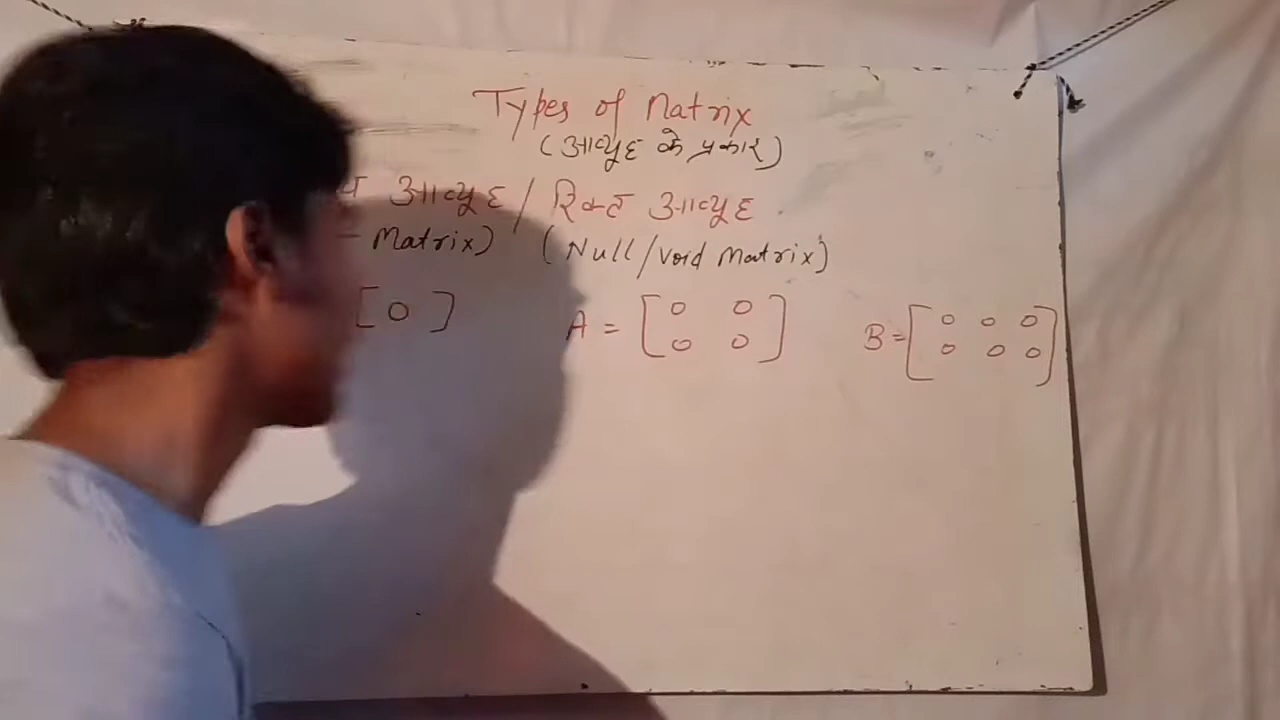 Types of Matrix
(आव्यूह के प्रकार)
आव्यूह / रिक्त आव्यूह
Matrix) (Null/void Matrix)
[ 0 ] A = [ 0 0 B = [ 0 0 0
0 0 ] 0 0 0 ]